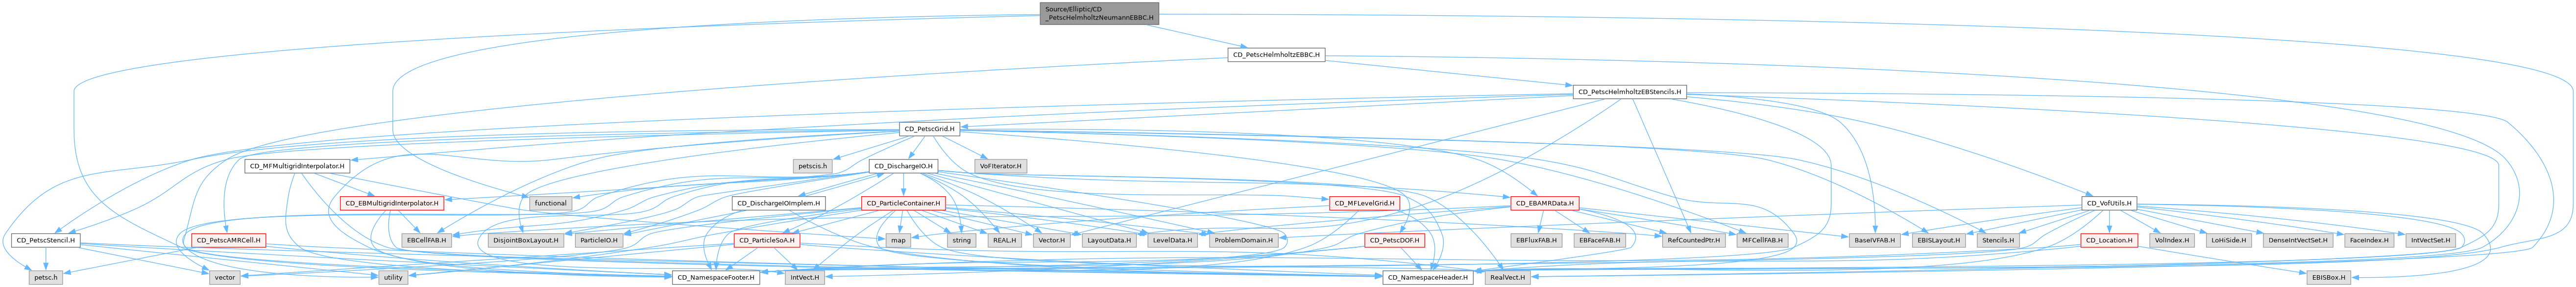 Source/Elliptic/CD
_PetscHelmholtzNeumannEBBC.H
CD_PetscHelmholtzEBBC.H
CD_PetscHelmholtzEBStencils.H
CD_PetscGrid.H
CD_MFMultigridInterpolator.H
petscis.h
CD_DischargeIO.H
VoFIterator.H
CD_EBMultigridInterpolator.H
functional
CD_DischargeIOImplem.H
CD_ParticleContainer.H
CD_MFLevelGrid.H
CD_EBAMRData.H
CD_VofUtils.H
CD_PetscStencil.H
CD_PetscAMRCell.H
EBCellFAB.H
DisjointBoxLayout.H
ParticleIO.H
CD_ParticleSoA.H
map
string
REAL.H
Vector.H
LayoutData.H
LevelData.H
ProblemDomain.H
CD_PetscDOF.H
EBFluxFAB.H
EBFaceFAB.H
RefCountedPtr.H
MFCellFAB.H
BaseIVFAB.H
EBISLayout.H
Stencils.H
CD_Location.H
VolIndex.H
LoHiSide.H
DenseIntVectSet.H
FaceIndex.H
IntVectSet.H
petsc.h
vector
utility
CD_NamespaceFooter.H
IntVect.H
CD_NamespaceHeader.H
RealVect.H
EBISBox.H